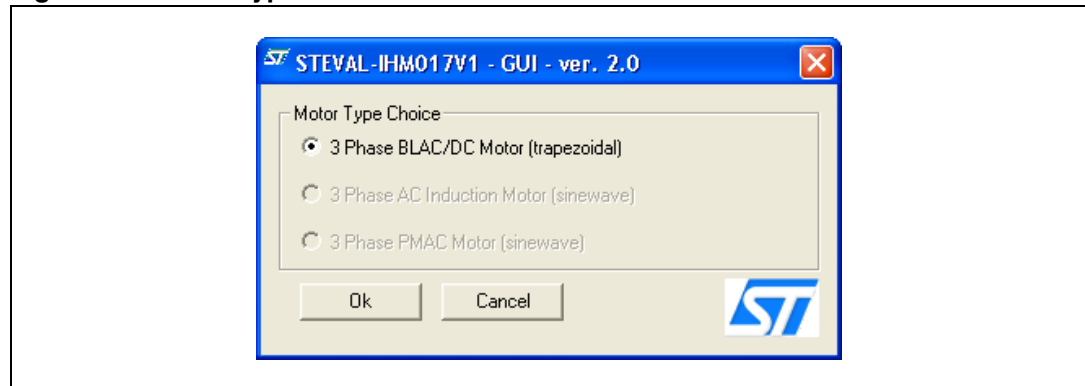 STEVAL-IHM017V1 - GUI - ver. 2.0
Motor Type Choice
3 Phase BLAC/DC Motor (trapezoidal)
3 Phase AC Induction Motor (sinewave)
3 Phase PMAC Motor (sinewave)
Ok Cancel
ST